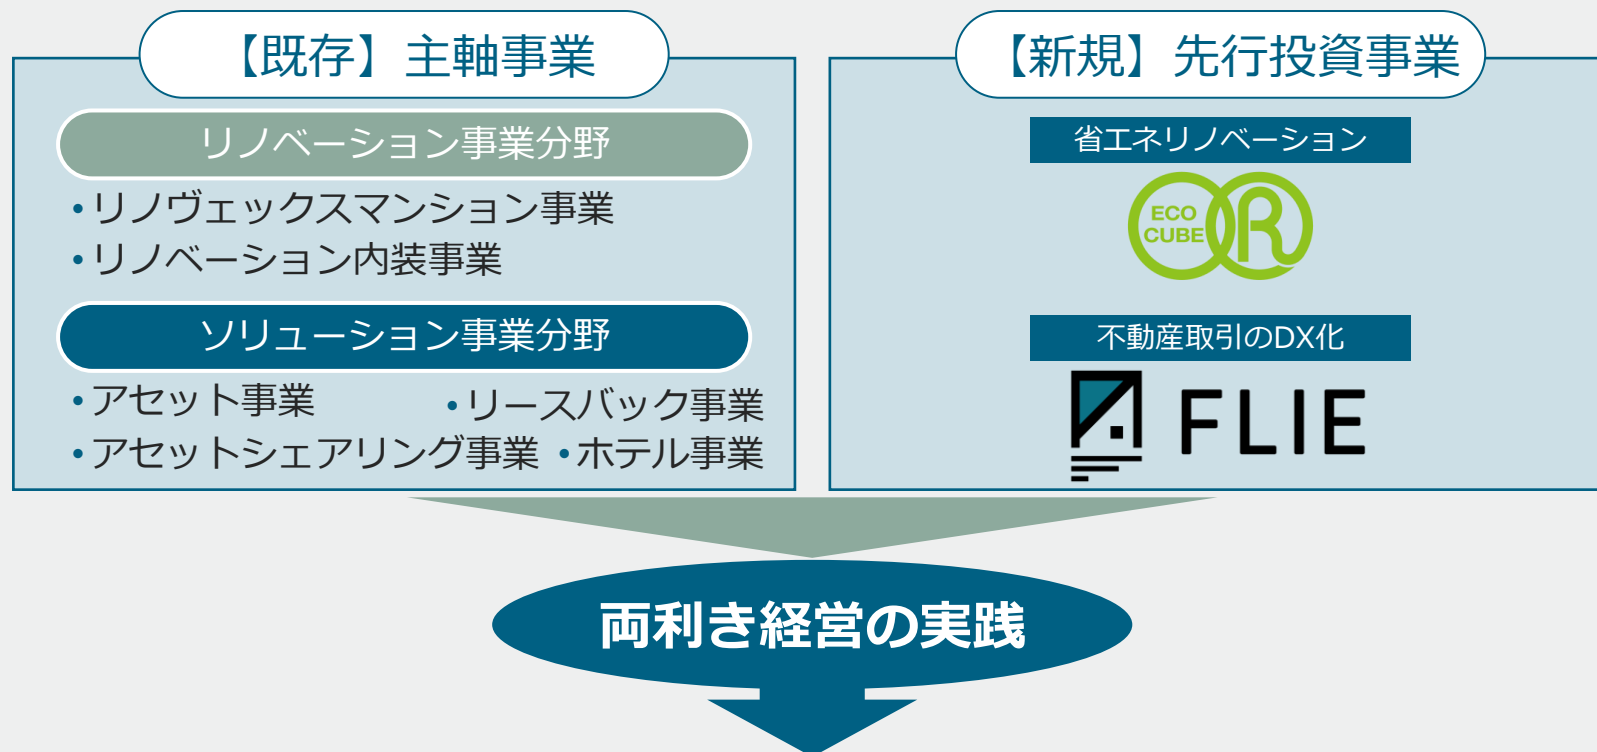 【既存】主軸事業
リノベーション事業分野
・リノヴェックスマンション事業
・リノベーション内装事業
ソリューション事業分野
・アセット事業 ・リースバック事業
・アセットシェアリング事業 ・ホテル事業
【新規】先行投資事業
省エネリノベーション
ECO
CUBE
R
不動産取引のDX化
FLIE
両利き経営の実践